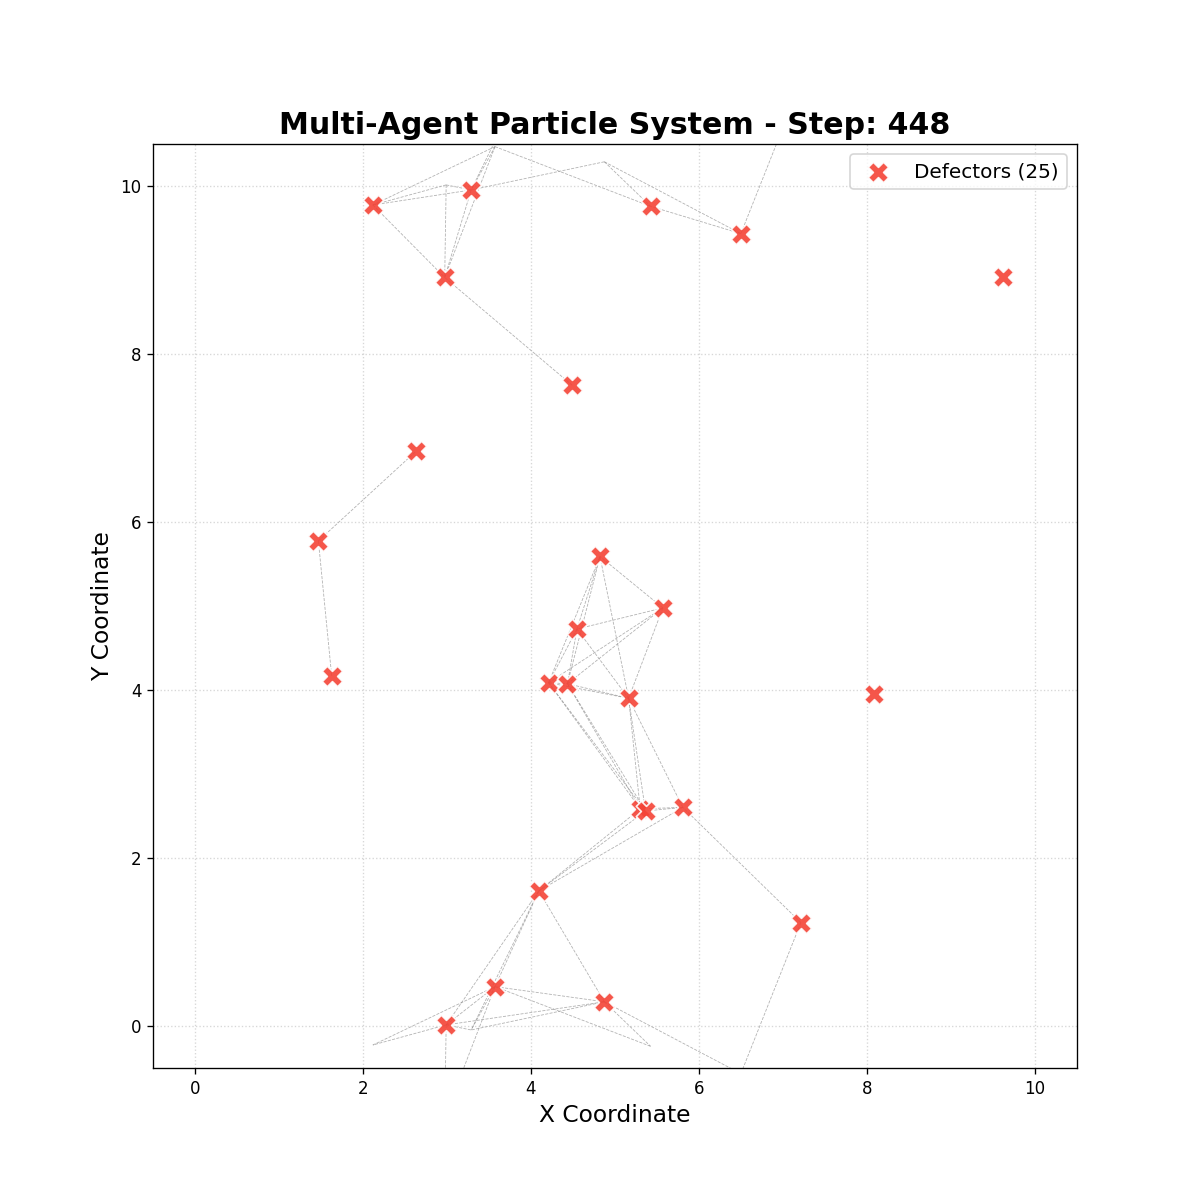 Multi-Agent Particle System - Step: 448
Defectors (25)
10
8
6
4
2
0
Y Coordinate
0 2 4 6 8 10
X Coordinate